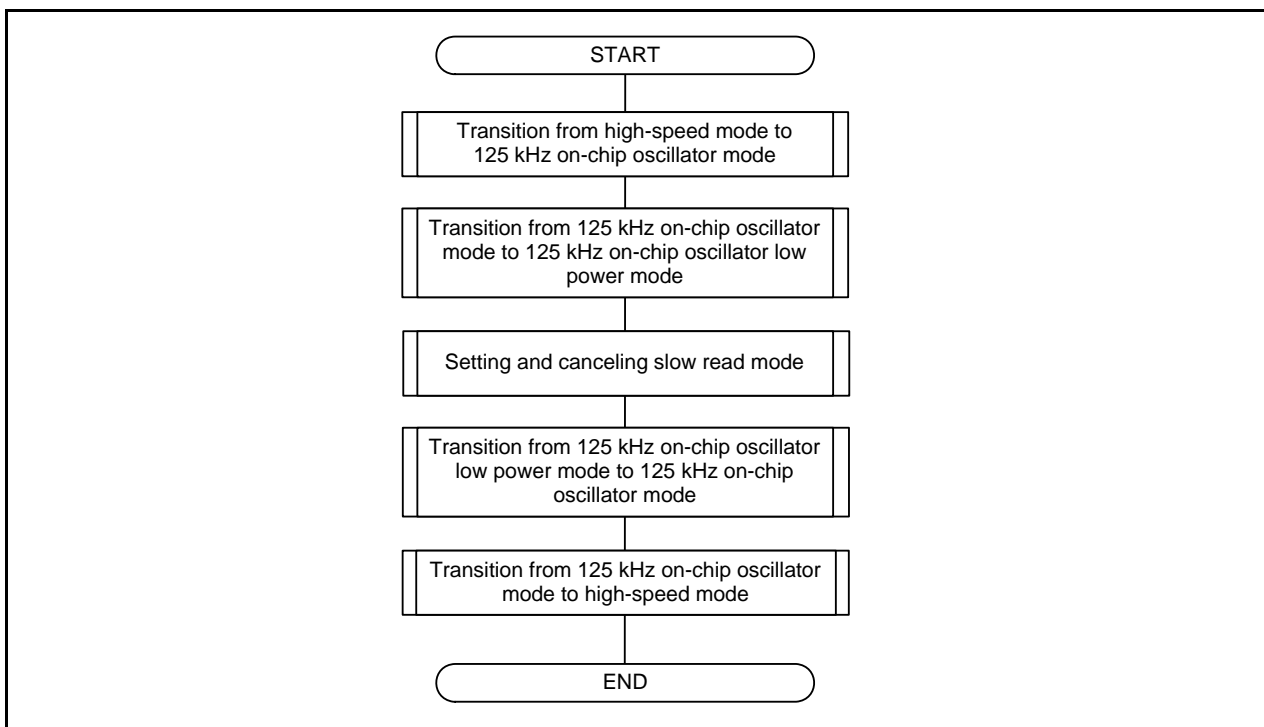 START
Transition from high-speed mode to
125 kHz on-chip oscillator mode
Transition from 125 kHz on-chip oscillator
mode to 125 kHz on-chip oscillator low
power mode
Setting and canceling slow read mode
Transition from 125 kHz on-chip oscillator
low power mode to 125 kHz on-chip
oscillator mode
Transition from 125 kHz on-chip oscillator
mode to high-speed mode
END